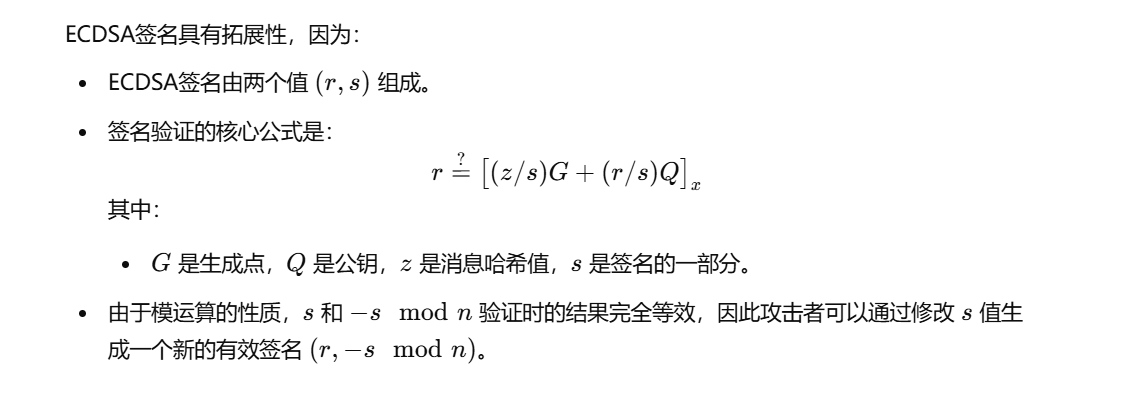 ECDSA签名具有拓展性，因为：
• ECDSA签名由两个值 (r, s) 组成。
• 签名验证的核心公式是：
r ≟ [(z/s)G + (r/s)Q]ₓ
其中：
• G 是生成点，Q 是公钥，z 是消息哈希值，s 是签名的一部分。
• 由于模运算的性质，s 和 −s mod n 验证时的结果完全等效，因此攻击者可以通过修改 s 值生
成一个新的有效签名 (r, −s mod n)。